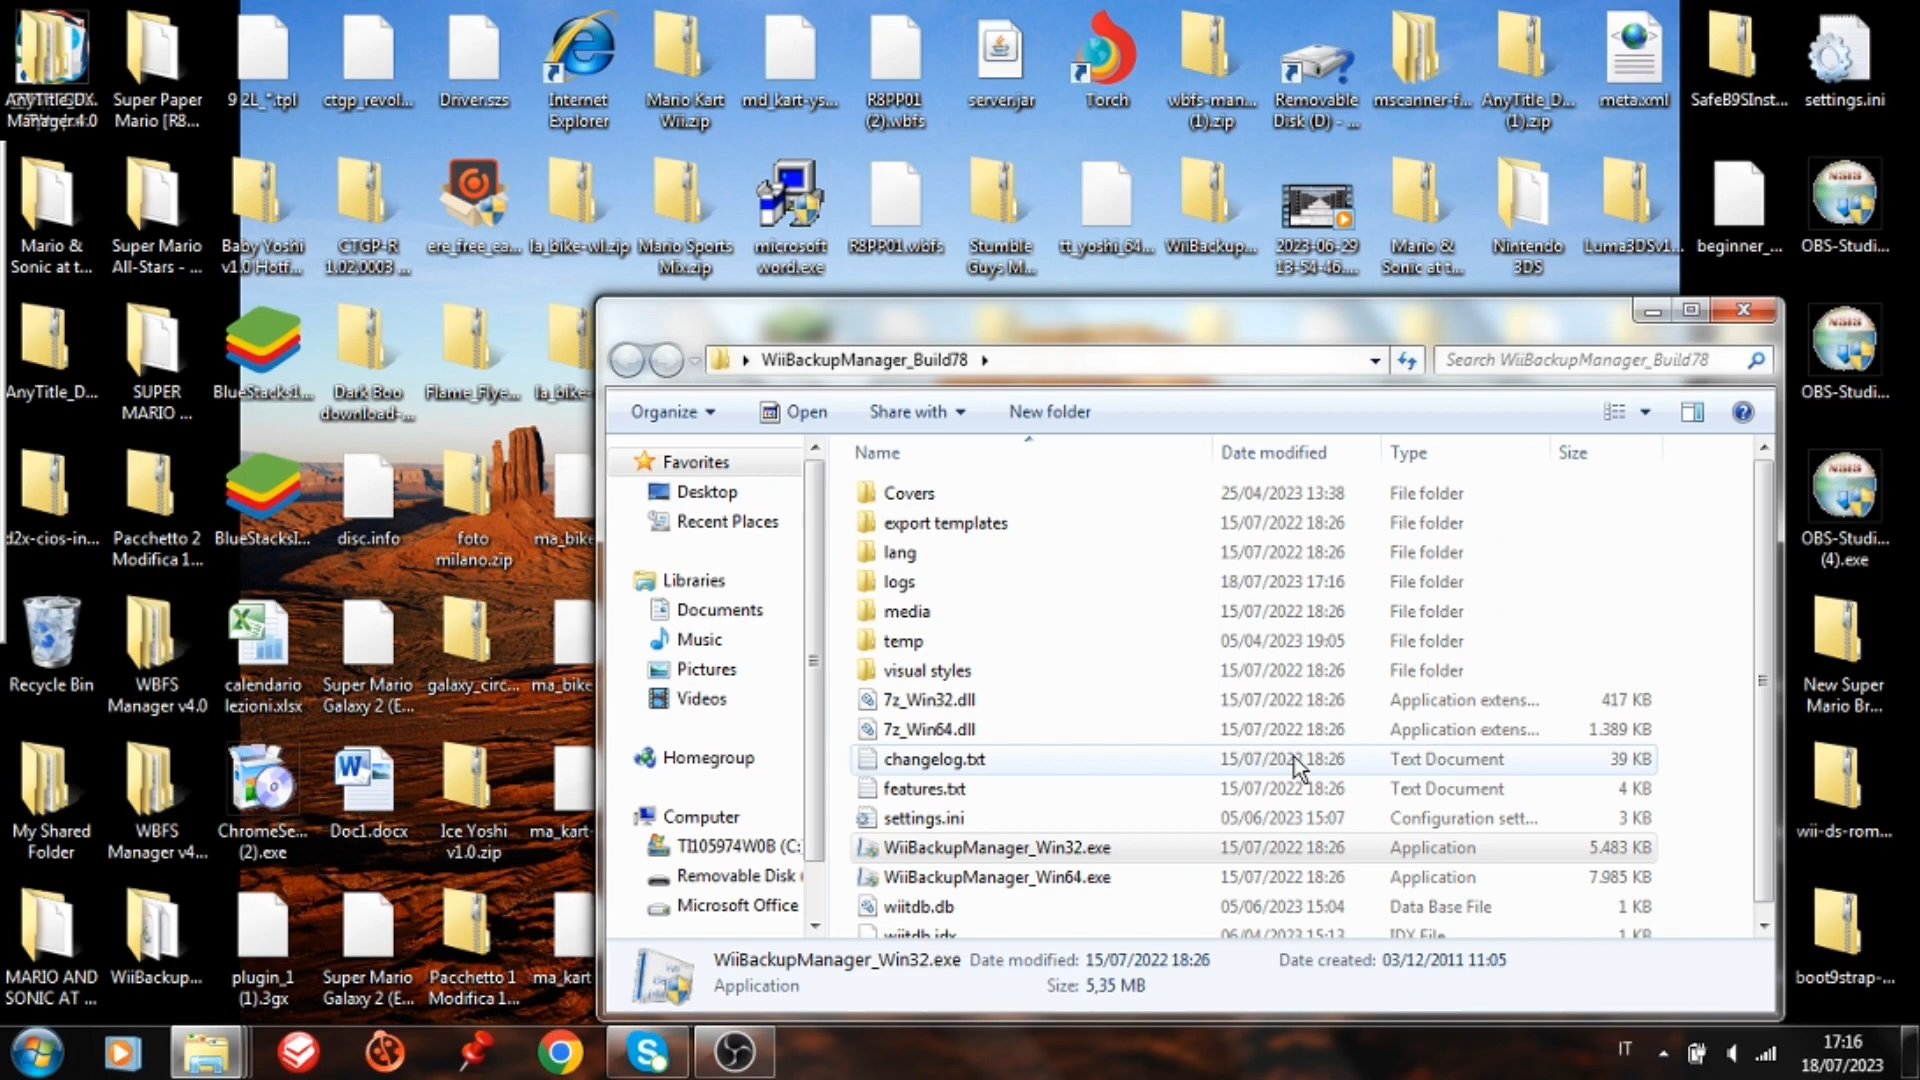 AnyTitle_DX.
Manager4.0
Super Paper
Mario [R8...
9 2L_*.tpl
ctgp_revol...
Driver.szs
Internet
Explorer
Mario Kart
Wii.zip
md_kart-ys...
R8PP01
(2).wbfs
server.jar
Torch
wbfs-man...
(1).zip
Removable
Disk (D) - ...
mscanner-f...
AnyTitle_D...
(1).zip
meta.xml
SafeB9SInst...
settings.ini
Mario &
Sonic at t...
Super Mario
All-Stars - ...
Baby Yoshi
v1.0 Hotf...
CTGP-R
1.02.0003 ...
ere_free_ea...
la_bike-wl.zip
Mario Sports
Mix.zip
microsoft
word.exe
R8PP01.wbfs
Stumble
Guys M...
tt_yoshi_64...
WiiBackup...
2023-06-29
13-54-46....
Mario &
Sonic at t...
Nintendo
3DS
Luma3DSv1...
beginner_...
OBS-Studi...
AnyTitle_D...
SUPER
MARIO ...
BlueStacks1...
Dark Boo
download-...
Flame_Flye...
la_bike-
OBS-Studi...
d2x-cios-in...
Pacchetto 2
Modifica 1...
BlueStacksI...
disc.info
foto
milano.zip
ma_bike
OBS-Studi...
(4).exe
Recycle Bin
WBFS
Manager v4.0
calendario
lezioni.xlsx
Super Mario
Galaxy 2 (E...
galaxy_circ...
ma_bike
New Super
Mario Br...
My Shared
Folder
WBFS
Manager v4...
ChromeSe...
(2).exe
Doc1.docx
Ice Yoshi
v1.0.zip
ma_kart-
wii-ds-rom...
MARIO AND
SONIC AT ...
WiiBackup...
plugin_1
(1).3gx
Super Mario
Galaxy 2 (E...
Pacchetto 1
Modifica 1...
ma_kart
boot9strap-...
WiiBackupManager_Build78
Search WiiBackupManager_Build78
Organize Open Share with New folder
Favorites
Desktop
Recent Places
Libraries
Documents
Music
Pictures
Videos
Homegroup
Computer
TI105974W0B (C:
Removable Disk (
Microsoft Office
Name Date modified Type Size
Covers 25/04/2023 13:38 File folder
export templates 15/07/2022 18:26 File folder
lang 15/07/2022 18:26 File folder
logs 18/07/2023 17:16 File folder
media 15/07/2022 18:26 File folder
temp 05/04/2023 19:05 File folder
visual styles 15/07/2022 18:26 File folder
7z_Win32.dll 15/07/2022 18:26 Application extens... 417 KB
7z_Win64.dll 15/07/2022 18:26 Application extens... 1.389 KB
changelog.txt 15/07/2022 18:26 Text Document 39 KB
features.txt 15/07/2022 18:26 Text Document 4 KB
settings.ini 05/06/2023 15:07 Configuration sett... 3 KB
WiiBackupManager_Win32.exe 15/07/2022 18:26 Application 5.483 KB
WiiBackupManager_Win64.exe 15/07/2022 18:26 Application 7.985 KB
wiitdb.db 05/06/2023 15:04 Data Base File 1 KB
wiitdb.idx 06/04/2023 15:13 IDX File 1 KB
WiiBackupManager_Win32.exe Date modified: 15/07/2022 18:26 Date created: 03/12/2011 11:05
Application Size: 5,35 MB
IT
17:16
18/07/2023